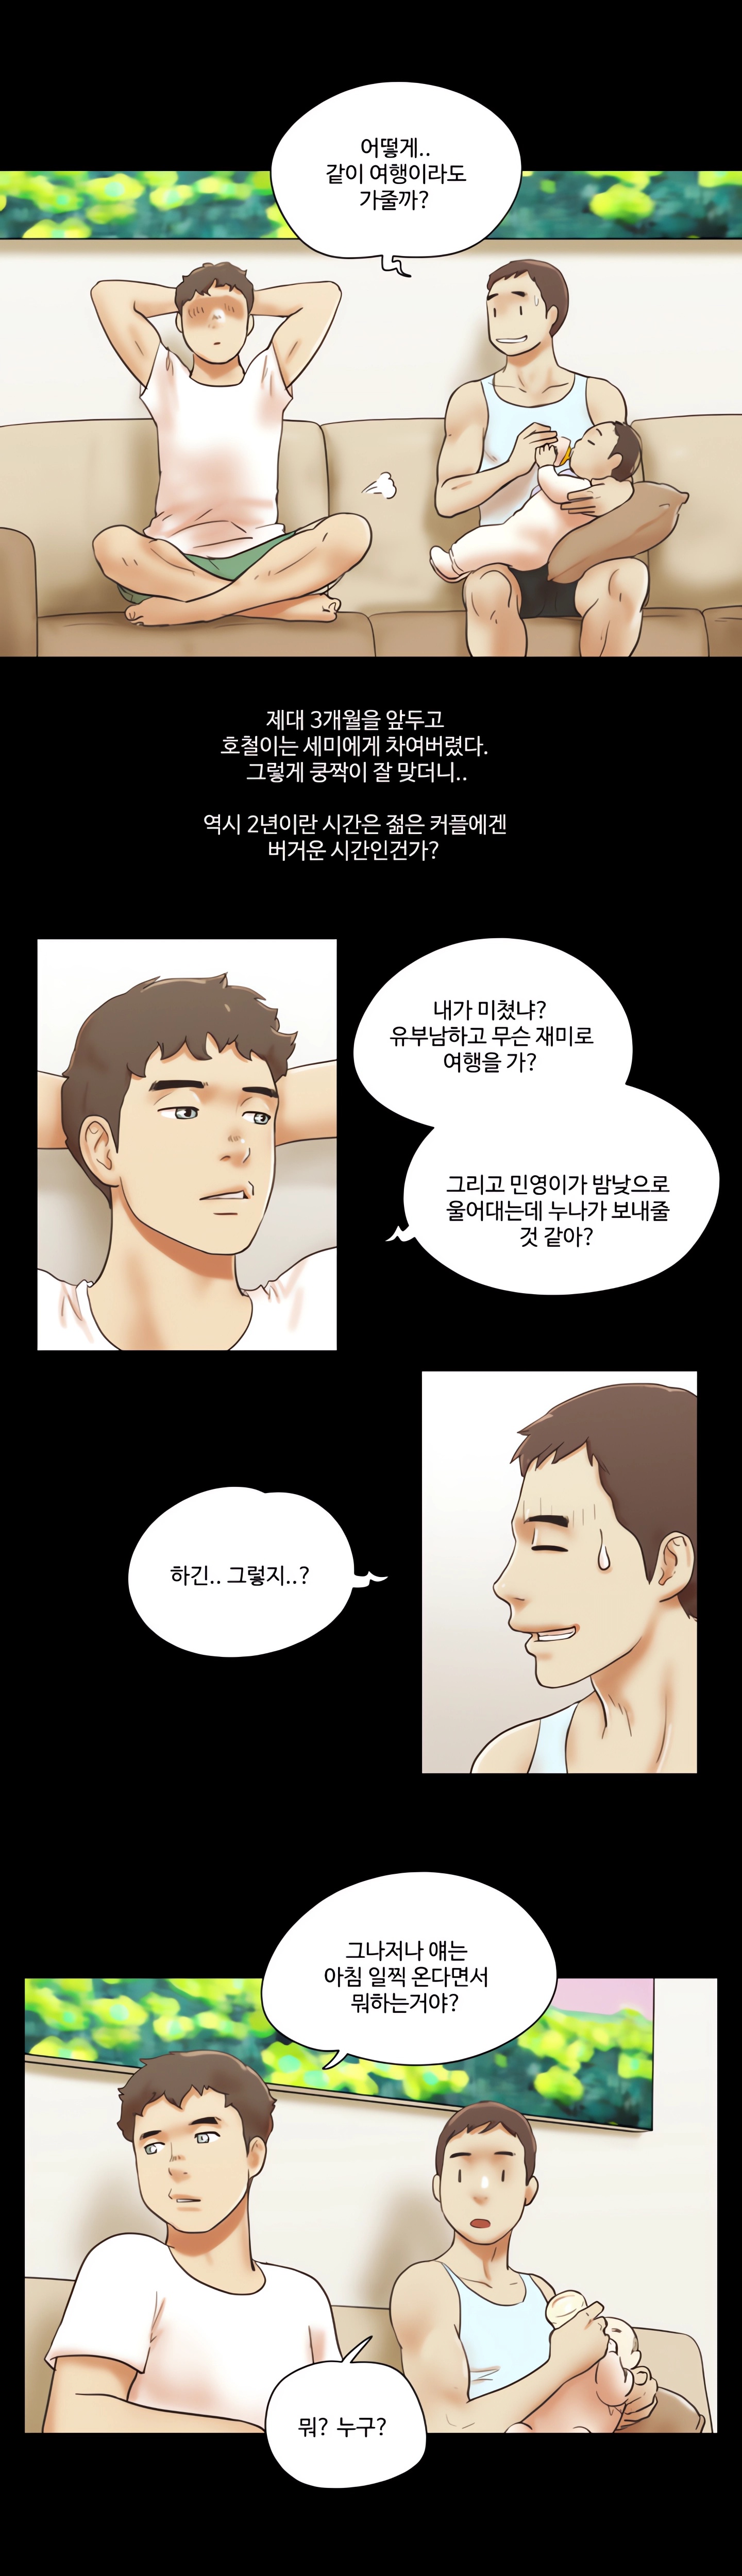 어떻게..
같이 여행이라도
가줄까?
제대 3개월을 앞두고
호철이는 세미에게 차여버렸다.
그렇게 쿵짝이 잘 맞더니..
역시 2년이란 시간은 젊은 커플에겐
버거운 시간인건가?
내가 미쳤냐?
유부남하고 무슨 재미로
여행을 가?
그리고 민영이가 밤낮으로
울어대는데 누나가 보내줄
것 같아?
하긴.. 그렇지..?
그나저나 얘는
아침 일찍 온다면서
뭐하는거야?
뭐? 누구?